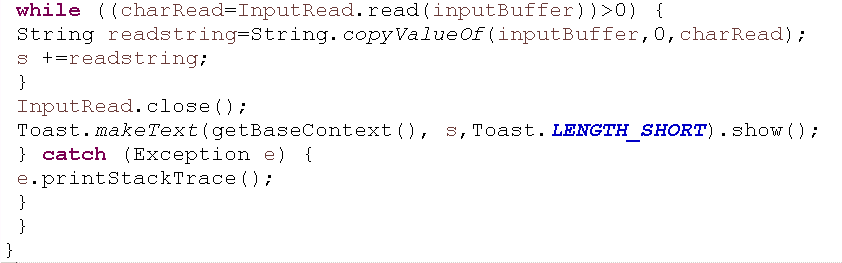 while ((charRead=InputRead.read(inputBuffer))>0) {
String readstring=String.copyValueOf(inputBuffer,0,charRead);
s +=readstring;
}
InputRead.close();
Toast.makeText(getBaseContext(), s,Toast.LENGTH_SHORT).show();
} catch (Exception e) {
e.printStackTrace();
}
}
}